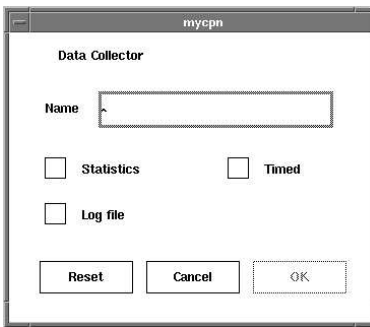 mycpn
Data Collector
Name
Statistics Timed
Log file
Reset Cancel OK